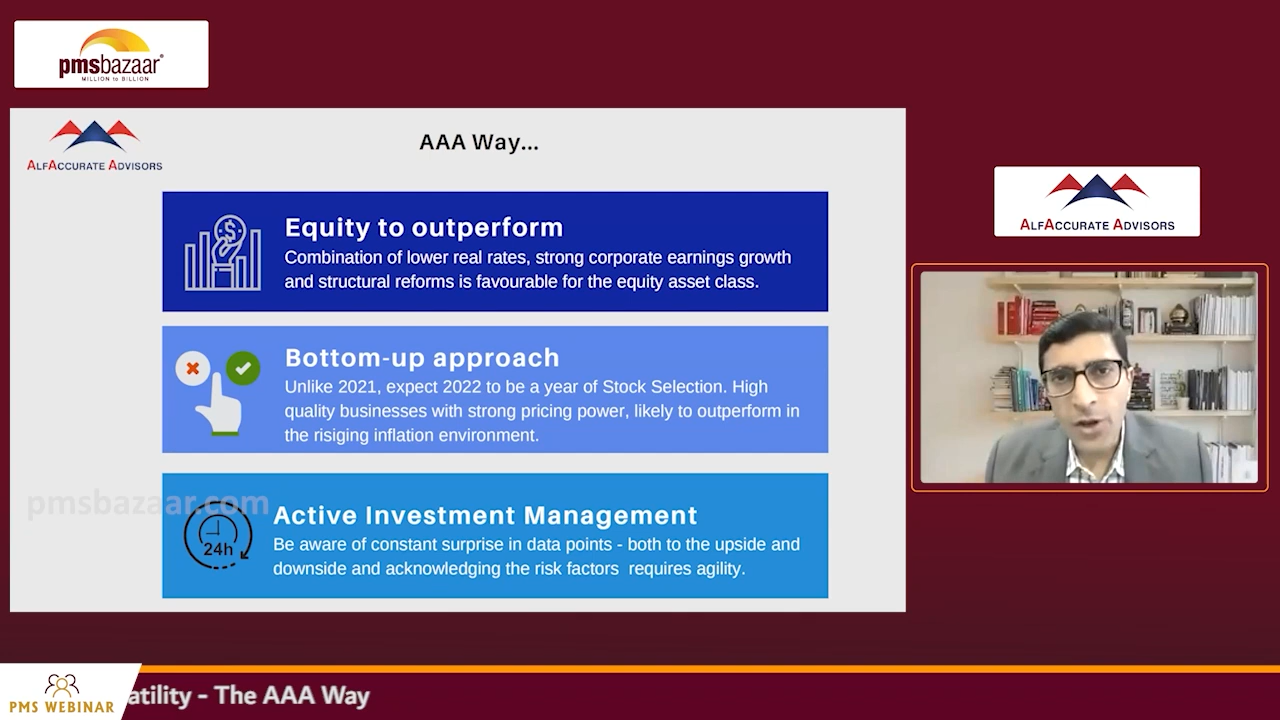 pmsbazaar
MILLION to BILLION
ALFACCURATE ADVISORS
AAA Way...
Equity to outperform
Combination of lower real rates, strong corporate earnings growth
and structural reforms is favourable for the equity asset class.
Bottom-up approach
Unlike 2021, expect 2022 to be a year of Stock Selection. High
quality businesses with strong pricing power, likely to outperform in
the risiging inflation environment.
pmsbazaar.com
24h
Active Investment Management
Be aware of constant surprise in data points - both to the upside and
downside and acknowledging the risk factors requires agility.
ALFACCURATE ADVISORS
PMS WEBINAR
atility - The AAA Way